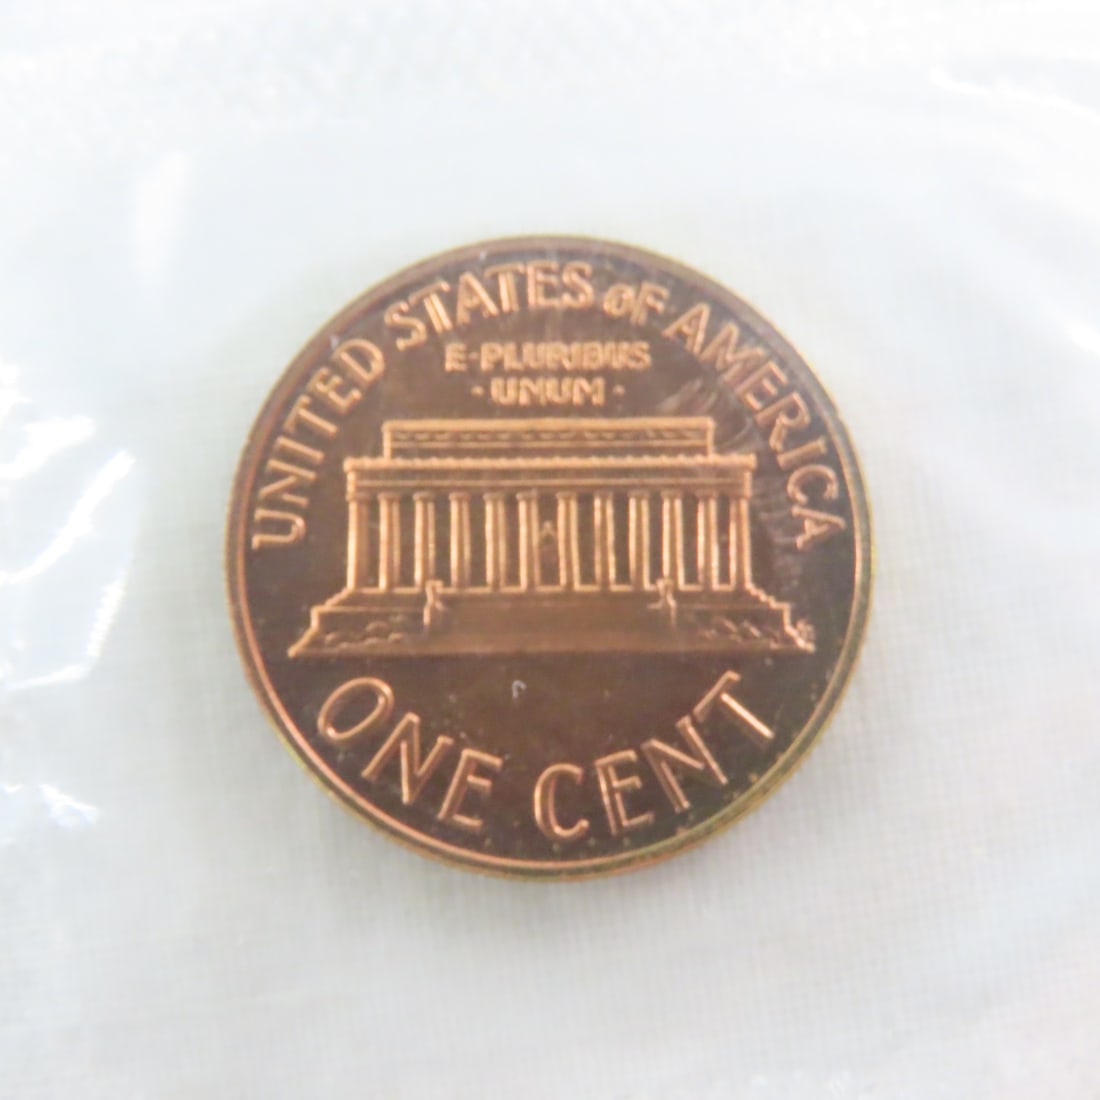 UNITED STATES OF AMERICA
E·PLURIBUS
·UNUM·
ONE CENT